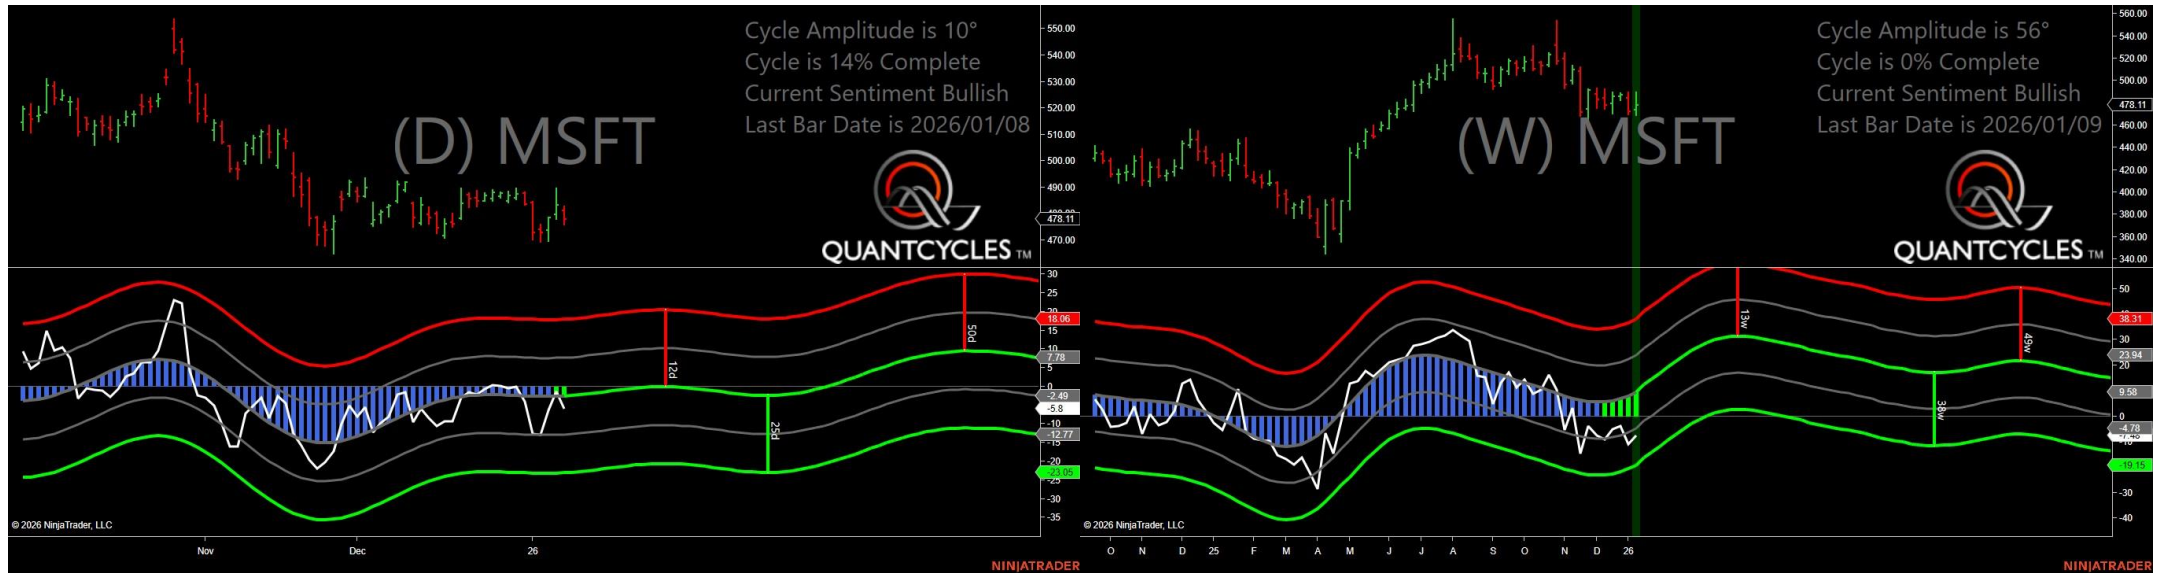 Cycle Amplitude is 10°
Cycle is 14% Complete
Current Sentiment Bullish
Last Bar Date is 2026/01/08
(D) MSFT
QUANTCYCLES TM
550.00
540.00
530.00
520.00
510.00
500.00
490.00
478.11
470.00
30
25
20
18.06
15
10
7.78
5
0
-2.49
-5.8
-10
-12.77
-15
-20
-23.05
-25
-30
-35
12d
25d
50d
© 2026 NinjaTrader, LLC
Nov
Dec
26
NINJATRADER
Cycle Amplitude is 56°
Cycle is 0% Complete
Current Sentiment Bullish
Last Bar Date is 2026/01/09
(W) MSFT
QUANTCYCLES TM
560.00
540.00
520.00
500.00
478.11
460.00
440.00
420.00
400.00
380.00
360.00
340.00
50
38.31
30
23.94
20
9.58
0
-4.78
-7.48
-19.15
-30
-40
13w
38w
49w
© 2026 NinjaTrader, LLC
O
N
D
25
F
M
A
M
J
J
A
S
O
N
D
26
NINJATRADER